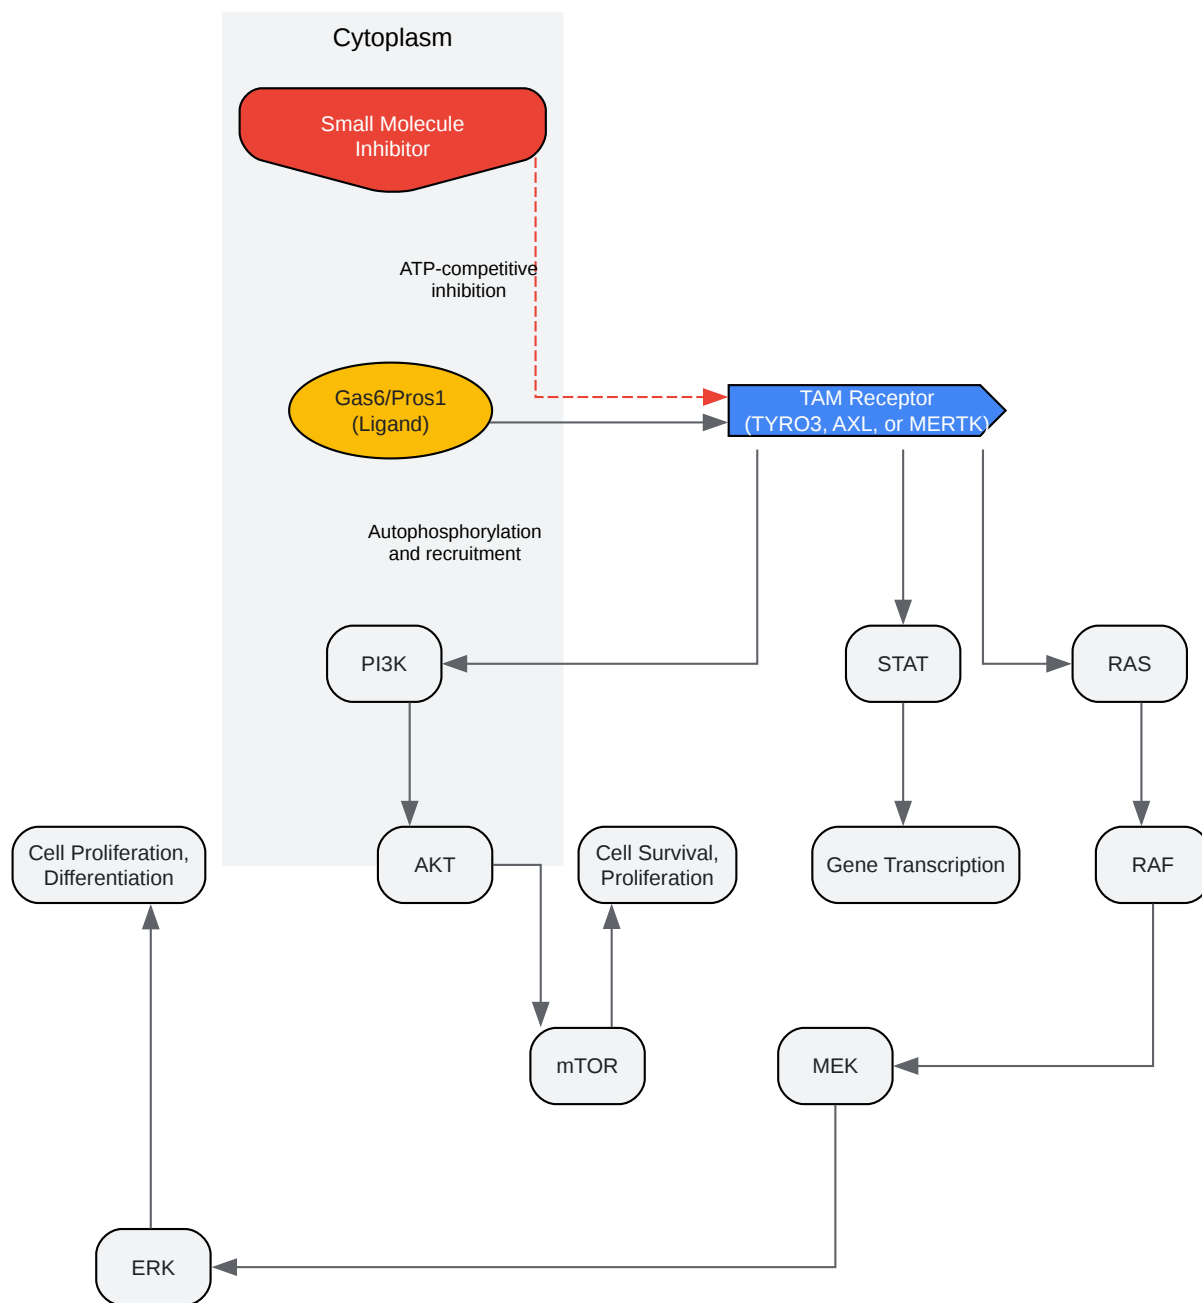 Cytoplasm
Small Molecule
Inhibitor
ATP-competitive
inhibition
Gas6/Pros1
(Ligand)
TAM Receptor
(TYRO3, AXL, or MERTK)
Autophosphorylation
and recruitment
PI3K
STAT
RAS
Cell Proliferation,
Differentiation
AKT
Cell Survival,
Proliferation
Gene Transcription
RAF
mTOR
MEK
ERK